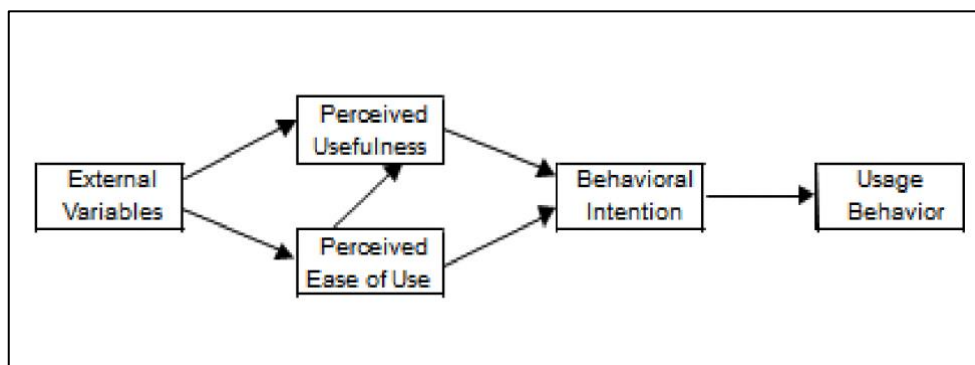 Perceived
Usefulness
External
Variables
Behavioral
Intention
Usage
Behavior
Perceived
Ease of Use